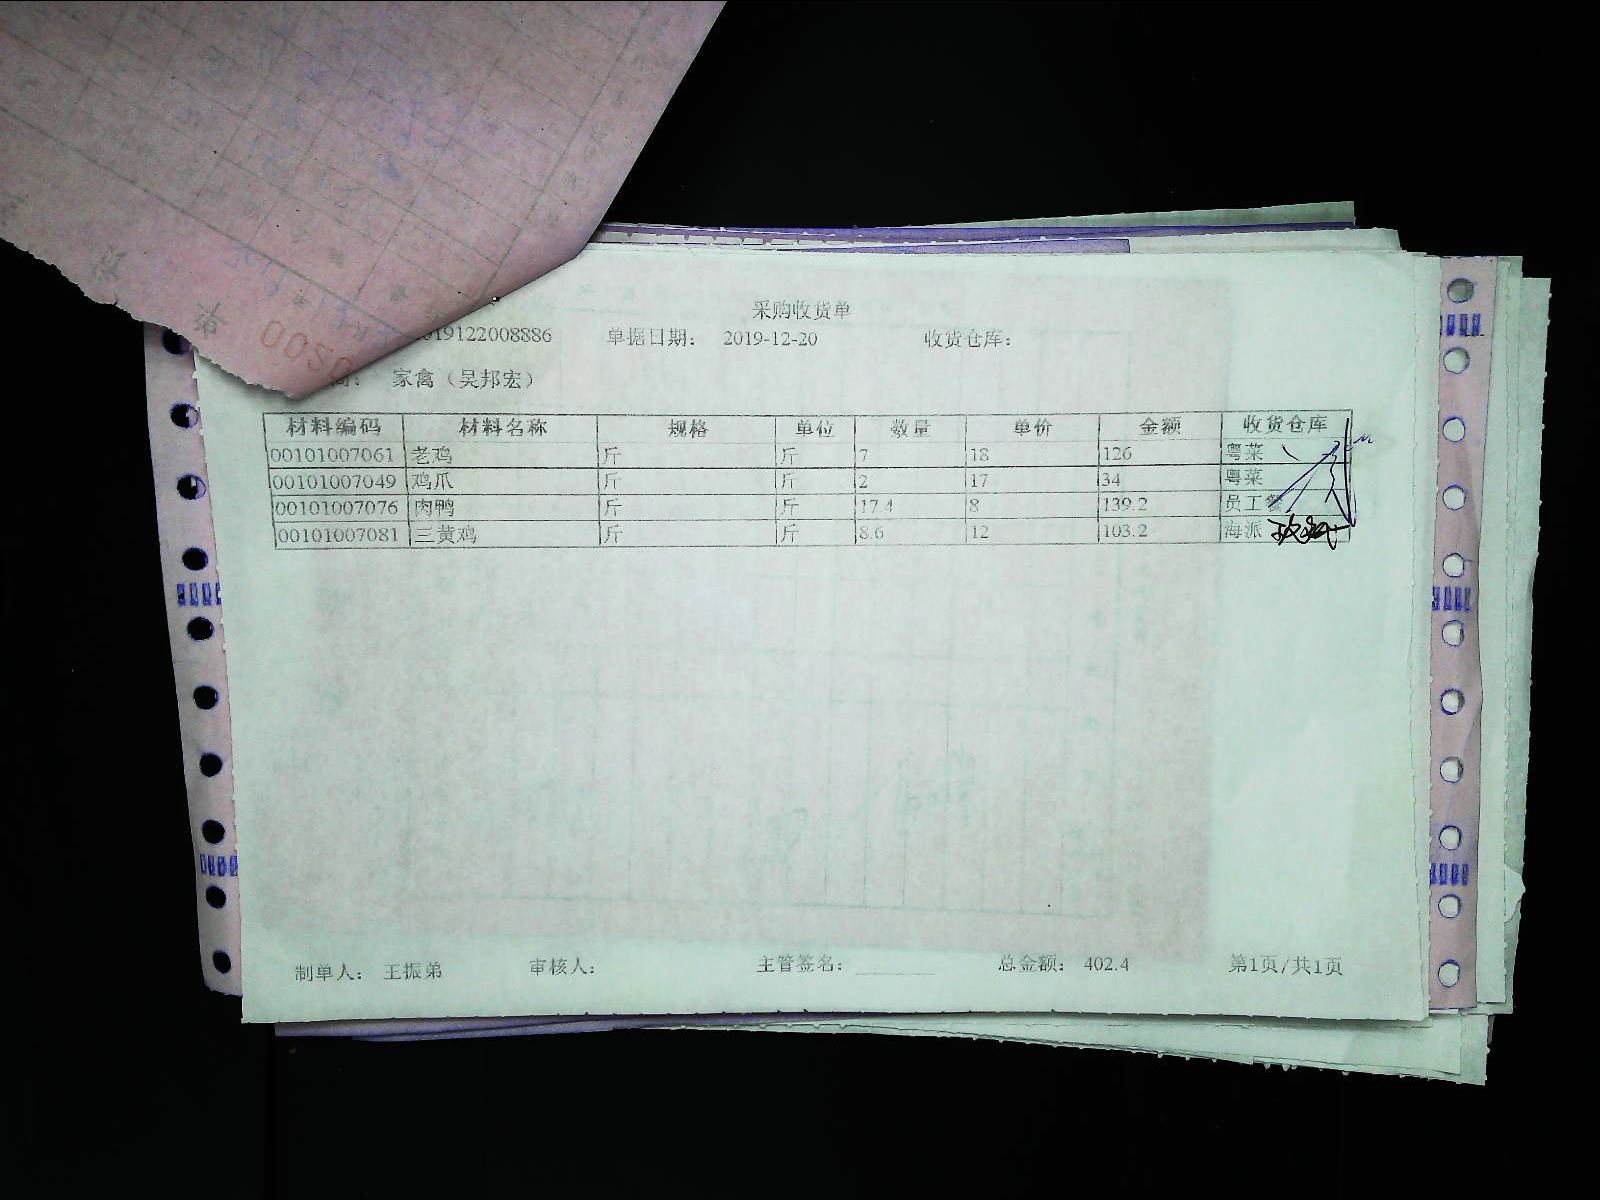 采购收货单
019122008886 单据日期： 2019-12-20 收货仓库：
家禽（吴邦宏）
材料编码 材料名称 规格 单位 数量 单价 金额 收货仓库
00101007061 老鸡 斤 斤 7 18 126 粤菜
00101007049 鸡爪 斤 斤 2 17 34 粤菜
00101007076 肉鸭 斤 斤 17.4 8 139.2 员工餐
00101007081 三黄鸡 斤 斤 8.6 12 103.2 海派
制单人： 王振弟 审核人： 主管签名： 总金额： 402.4 第1页/共1页